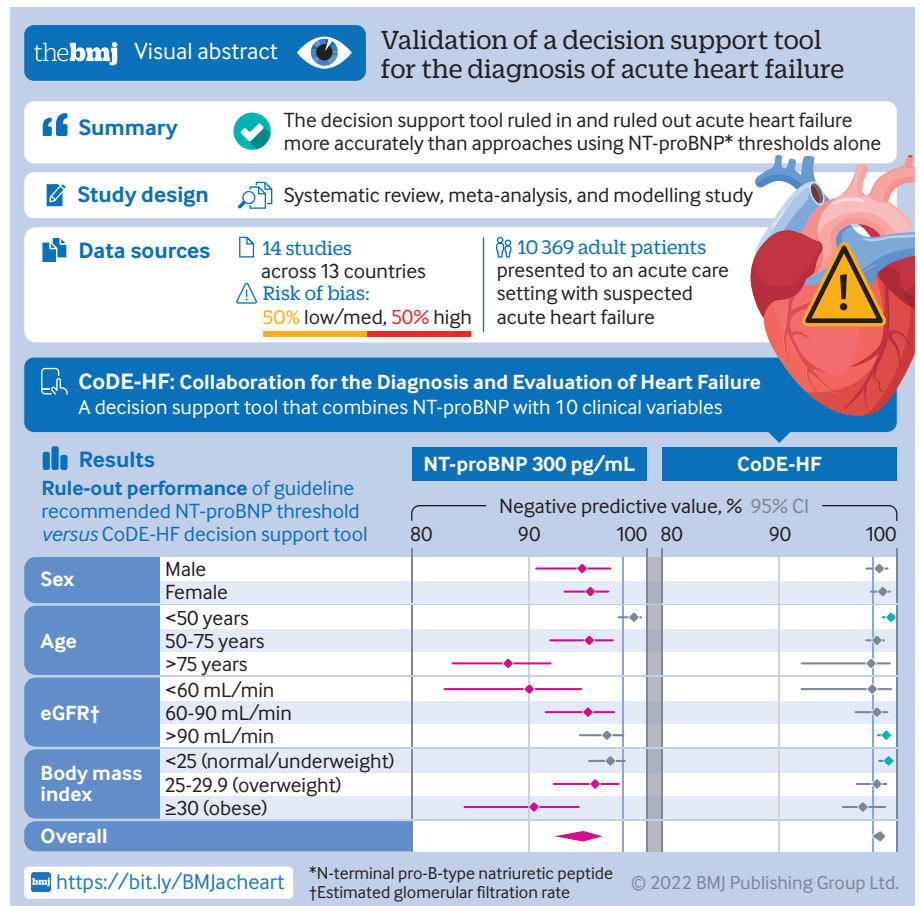 thebmj Visual abstract
Validation of a decision support tool
for the diagnosis of acute heart failure
Summary
The decision support tool ruled in and ruled out acute heart failure
more accurately than approaches using NT-proBNP* thresholds alone
Study design
Systematic review, meta-analysis, and modelling study
Data sources
14 studies
across 13 countries
Risk of bias:
50% low/med, 50% high
10 369 adult patients
presented to an acute care
setting with suspected
acute heart failure
CoDE-HF: Collaboration for the Diagnosis and Evaluation of Heart Failure
A decision support tool that combines NT-proBNP with 10 clinical variables
Results
Rule-out performance of guideline
recommended NT-proBNP threshold
versus CoDE-HF decision support tool
NT-proBNP 300 pg/mL
CoDE-HF
Negative predictive value, % 95% CI
80 90 100 80 90 100
Sex
Male
Female
Age
<50 years
50-75 years
>75 years
eGFR†
<60 mL/min
60-90 mL/min
>90 mL/min
Body mass
index
<25 (normal/underweight)
25-29.9 (overweight)
≥30 (obese)
Overall
bmj https://bit.ly/BMJacheart
*N-terminal pro-B-type natriuretic peptide
†Estimated glomerular filtration rate
© 2022 BMJ Publishing Group Ltd.